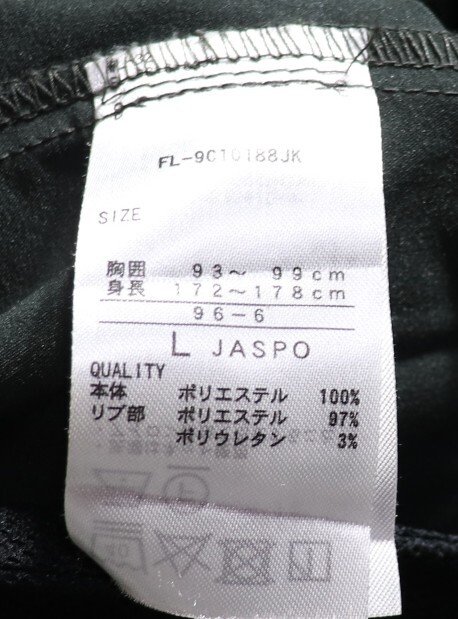 FL-9C10188JK
SIZE
胸囲 93～ 99cm
身長 172～178cm
96-6
L JASPO
QUALITY
本体 ポリエステル 100%
リブ部 ポリエステル 97%
ポリウレタン 3%